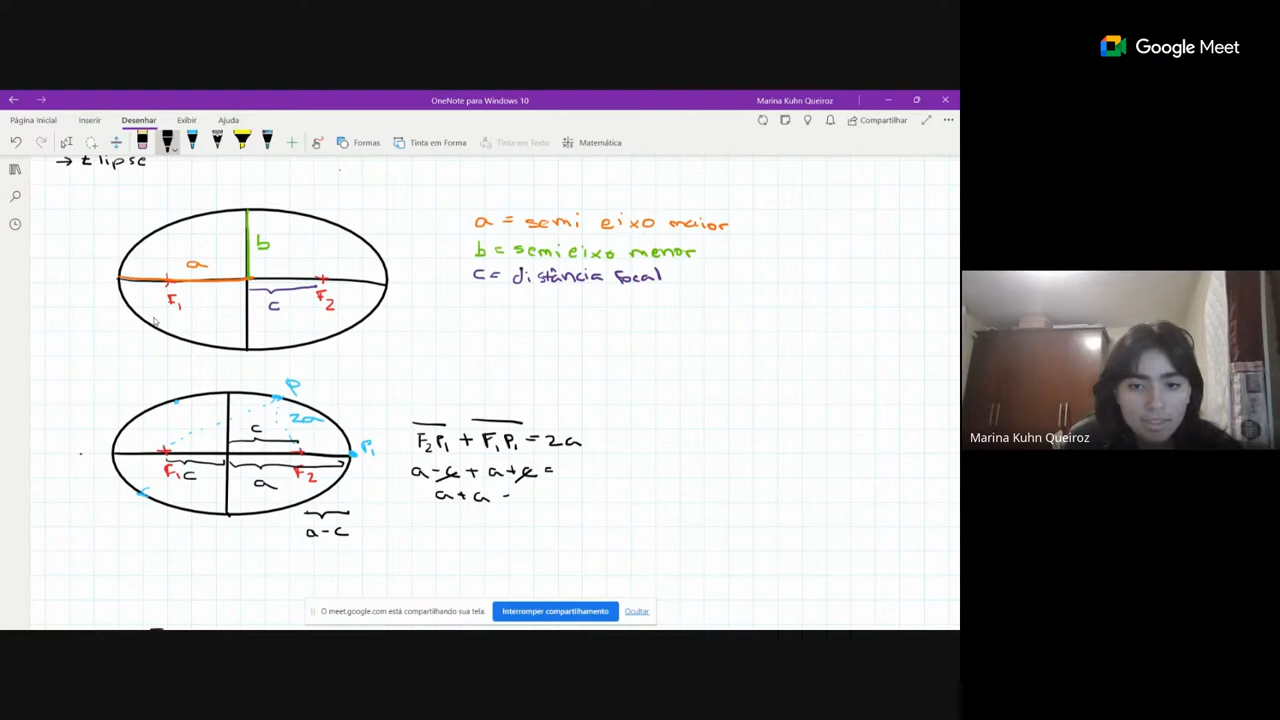 Google Meet
OneNote para Windows 10
Marina Kuhn Queiroz
Página Inicial Inserir Desenhar Exibir Ajuda
Compartilhar
Formas Tinta em Forma Tinta em Texto Matemática
→ Elipse
a = semi eixo maior
b = semieixo menor
c = distância focal
b
a
F1
c
F2
P
2a
c
P1
F1
c
a
F2
a-c
F2P1 + F1P1 = 2a
a-c + a+c =
a + a -
Marina Kuhn Queiroz
O meet.google.com está compartilhando sua tela. Interromper compartilhamento Ocultar